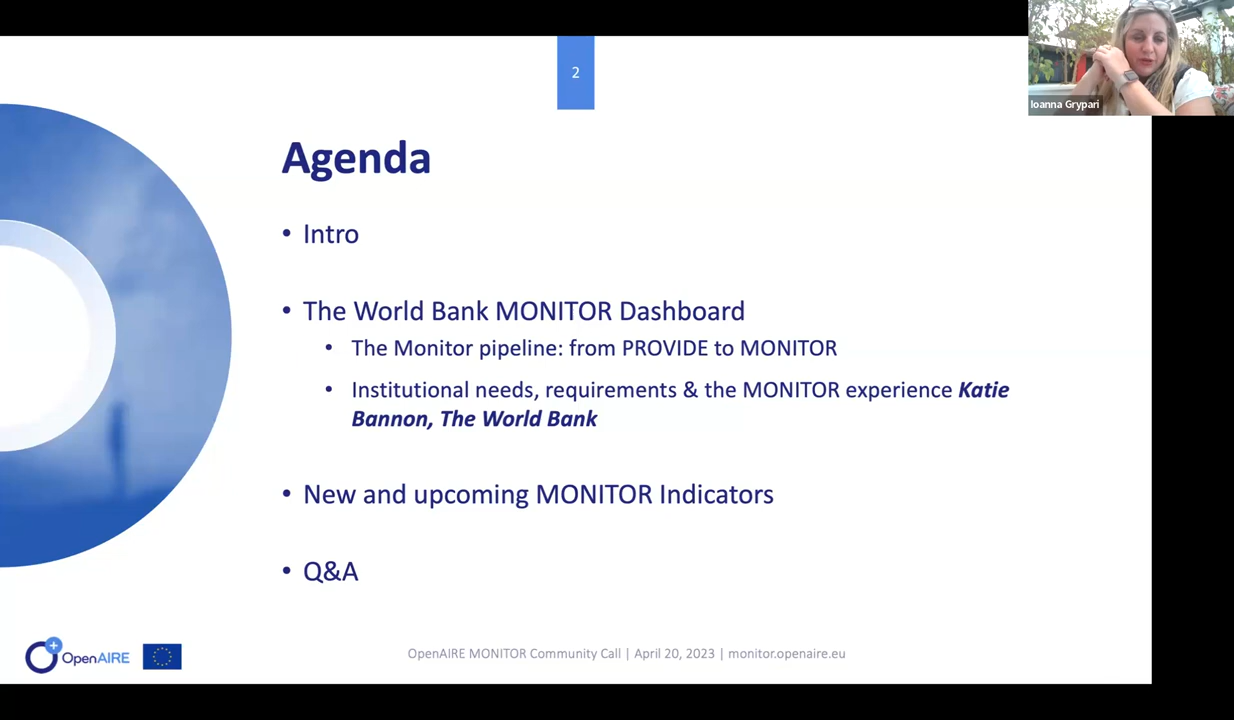 2
Ioanna Grypari
Agenda
• Intro
• The World Bank MONITOR Dashboard
• The Monitor pipeline: from PROVIDE to MONITOR
• Institutional needs, requirements & the MONITOR experience Katie
Bannon, The World Bank
• New and upcoming MONITOR Indicators
• Q&A
OpenAIRE
OpenAIRE MONITOR Community Call | April 20, 2023 | monitor.openaire.eu